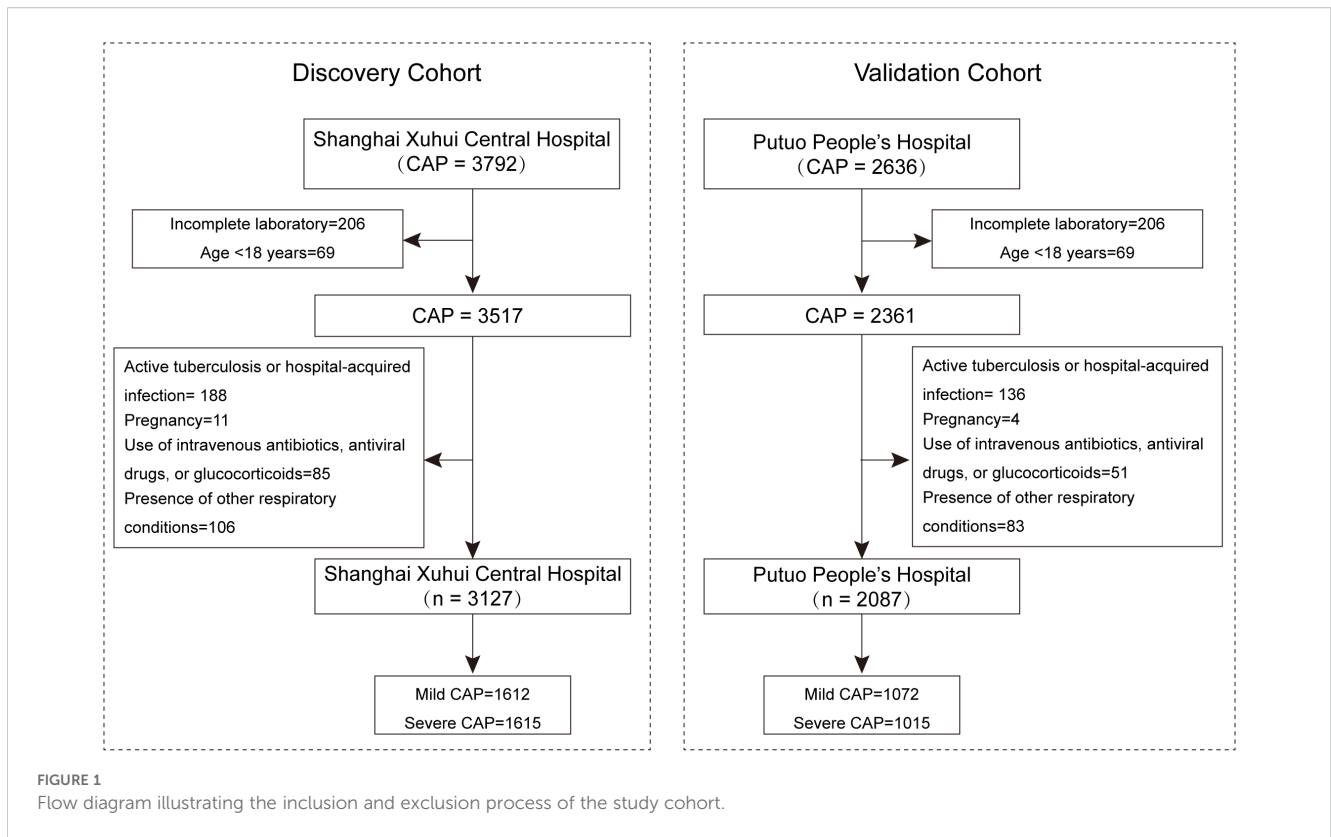 Discovery Cohort
Shanghai Xuhui Central Hospital
（CAP = 3792）
Incomplete laboratory=206
Age <18 years=69
CAP = 3517
Active tuberculosis or hospital-acquired
infection= 188
Pregnancy=11
Use of intravenous antibiotics, antiviral
drugs, or glucocorticoids=85
Presence of other respiratory
conditions=106
Shanghai Xuhui Central Hospital
（n = 3127）
Mild CAP=1612
Severe CAP=1615
Validation Cohort
Putuo People’s Hospital
（CAP = 2636）
Incomplete laboratory=206
Age <18 years=69
CAP = 2361
Active tuberculosis or hospital-acquired
infection= 136
Pregnancy=4
Use of intravenous antibiotics, antiviral
drugs, or glucocorticoids=51
Presence of other respiratory
conditions=83
Putuo People’s Hospital
（n = 2087）
Mild CAP=1072
Severe CAP=1015
FIGURE 1
Flow diagram illustrating the inclusion and exclusion process of the study cohort.